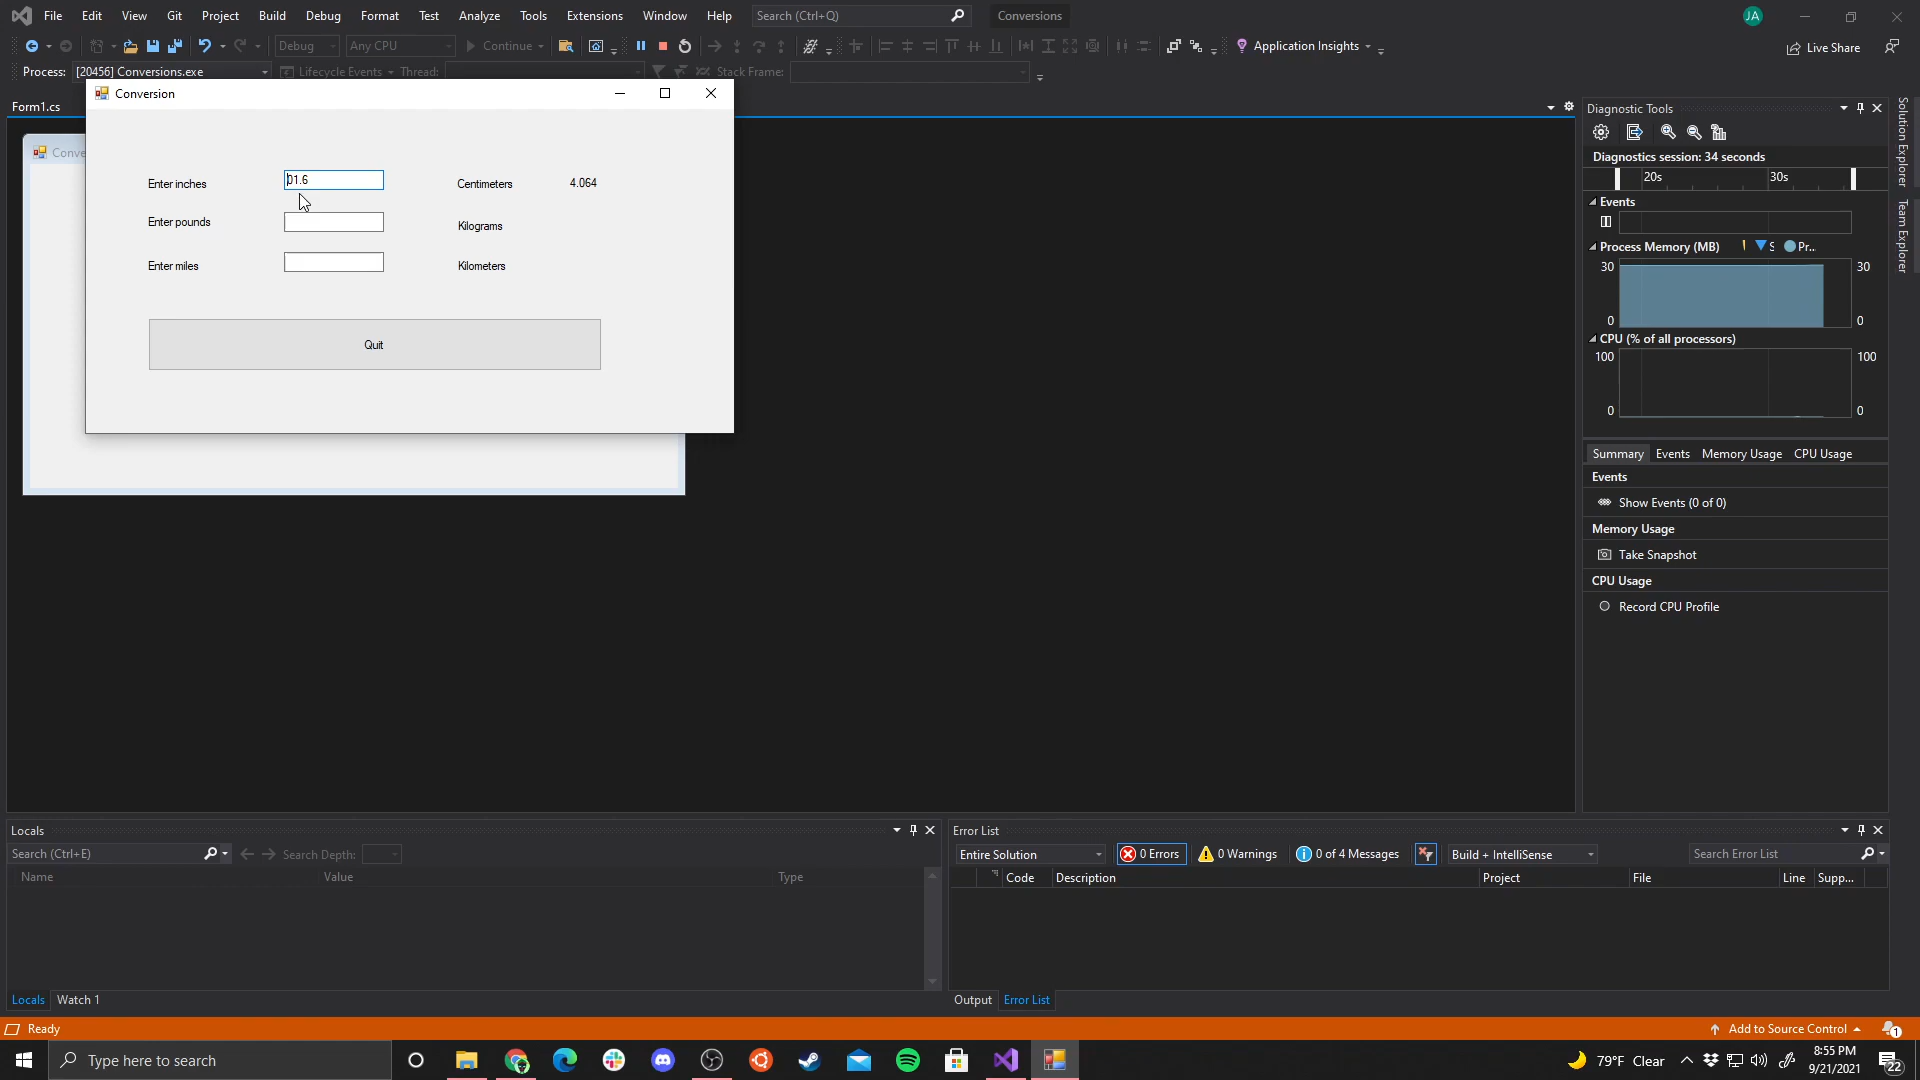 File Edit View Git Project Build Debug Format Test Analyze Tools Extensions Window Help Search (Ctrl+Q) Conversions JA
Debug Any CPU Continue Application Insights Live Share
Process: [20456] Conversions.exe Lifecycle Events Thread: Stack Frame:
Conversion
Form1.cs
Conve
Enter inches 01.6 Centimeters 4.064
Enter pounds Kilograms
Enter miles Kilometers
Quit
Diagnostic Tools
Diagnostics session: 34 seconds
20s 30s
Events
Process Memory (MB) S Pr...
30 30
0 0
CPU (% of all processors)
100 100
0 0
Summary Events Memory Usage CPU Usage
Events
Show Events (0 of 0)
Memory Usage
Take Snapshot
CPU Usage
Record CPU Profile
Solution Explorer
Team Explorer
Locals
Search (Ctrl+E) Search Depth:
Name Value Type
Locals Watch 1
Error List
Entire Solution 0 Errors 0 Warnings 0 of 4 Messages Build + IntelliSense Search Error List
Code Description Project File Line Supp...
Output Error List
Ready Add to Source Control 1
Type here to search 79°F Clear 8:55 PM
9/21/2021 22